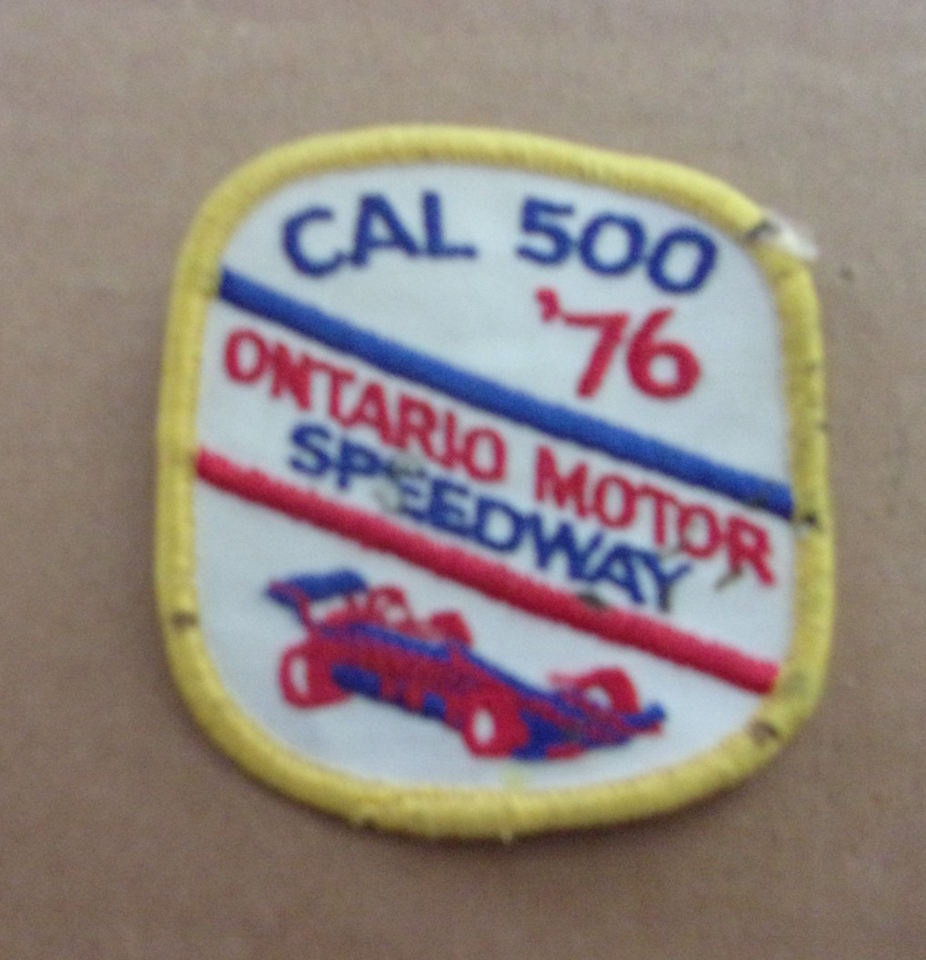 CAL 500
'76
ONTARIO MOTOR
SPEEDWAY